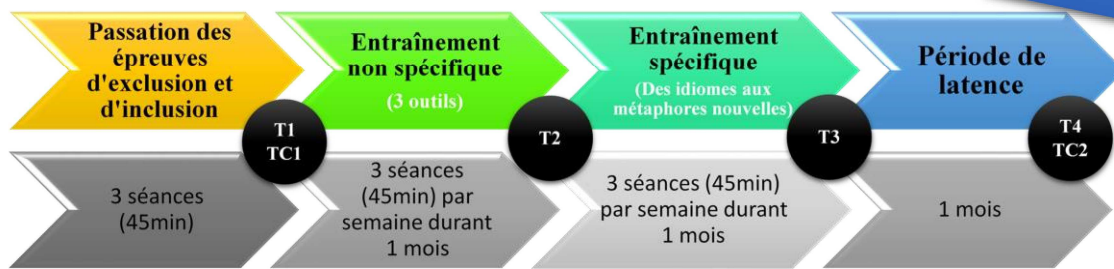 Passation des
épreuves
d'exclusion et
d'inclusion
T1
TC1
Entraînement
non spécifique
(3 outils)
T2
Entraînement
spécifique
(Des idiomes aux
métaphores nouvelles)
T3
Période de
latence
T4
TC2
3 séances
(45min)
3 séances
(45min) par
semaine durant
1 mois
3 séances (45min)
par semaine durant
1 mois
1 mois